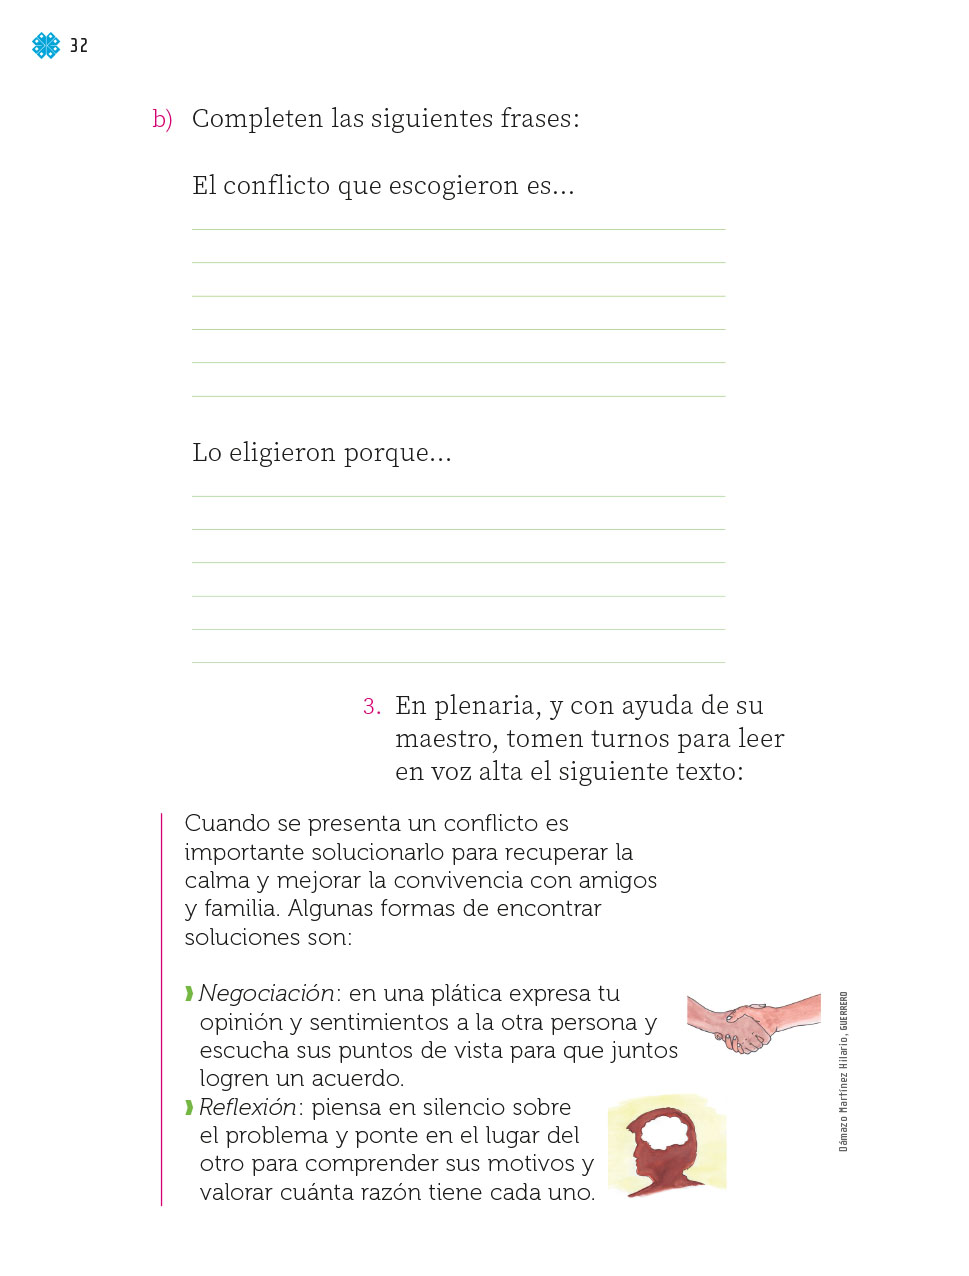 32
b) Completen las siguientes frases:
El conflicto que escogieron es...
Lo eligieron porque...
3. En plenaria, y con ayuda de su
maestro, tomen turnos para leer
en voz alta el siguiente texto:
Cuando se presenta un conflicto es
importante solucionarlo para recuperar la
calma y mejorar la convivencia con amigos
y familia. Algunas formas de encontrar
soluciones son:
Negociación: en una plática expresa tu
opinión y sentimientos a la otra persona y
escucha sus puntos de vista para que juntos
logren un acuerdo.
Reflexión: piensa en silencio sobre
el problema y ponte en el lugar del
otro para comprender sus motivos y
valorar cuánta razón tiene cada uno.
Dámazo Martínez Hilario, GUERRERO